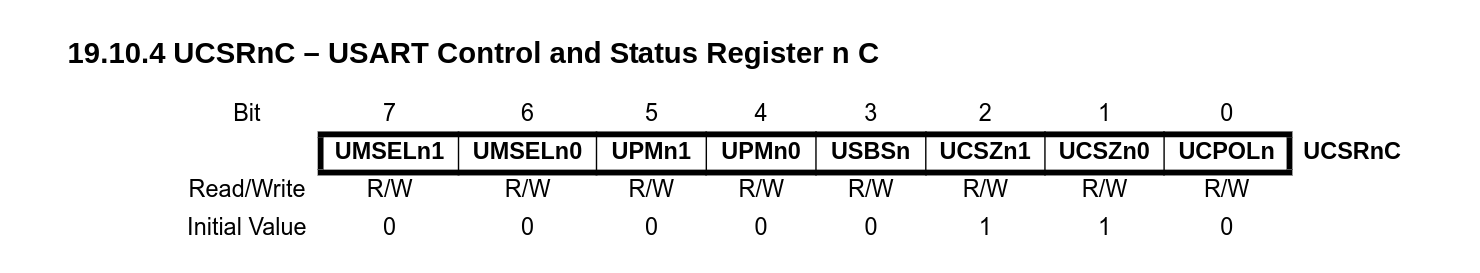 19.10.4 UCSRnC – USART Control and Status Register n C
Bit 7 6 5 4 3 2 1 0
UMSELn1 UMSELn0 UPMn1 UPMn0 USBSn UCSZn1 UCSZn0 UCPOLn UCSRnC
Read/Write R/W R/W R/W R/W R/W R/W R/W R/W
Initial Value 0 0 0 0 0 1 1 0